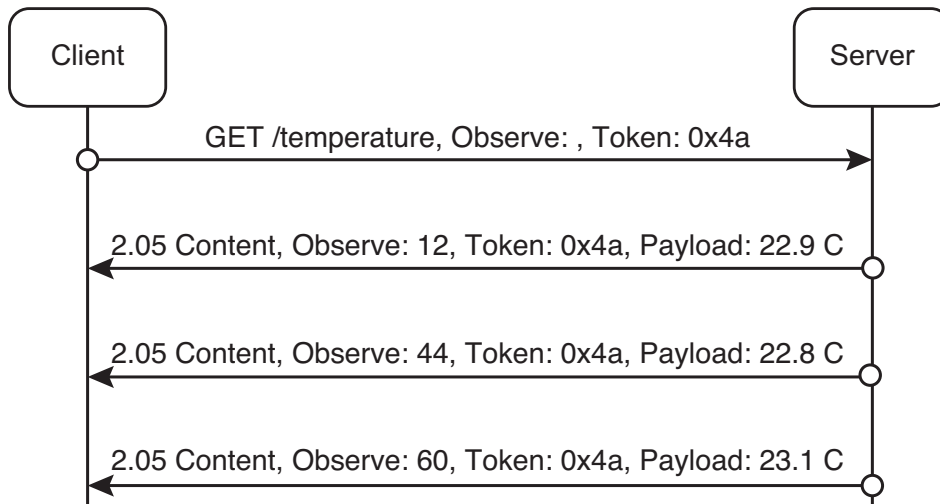 Client
Server
GET /temperature, Observe: , Token: 0x4a
2.05 Content, Observe: 12, Token: 0x4a, Payload: 22.9 C
2.05 Content, Observe: 44, Token: 0x4a, Payload: 22.8 C
2.05 Content, Observe: 60, Token: 0x4a, Payload: 23.1 C